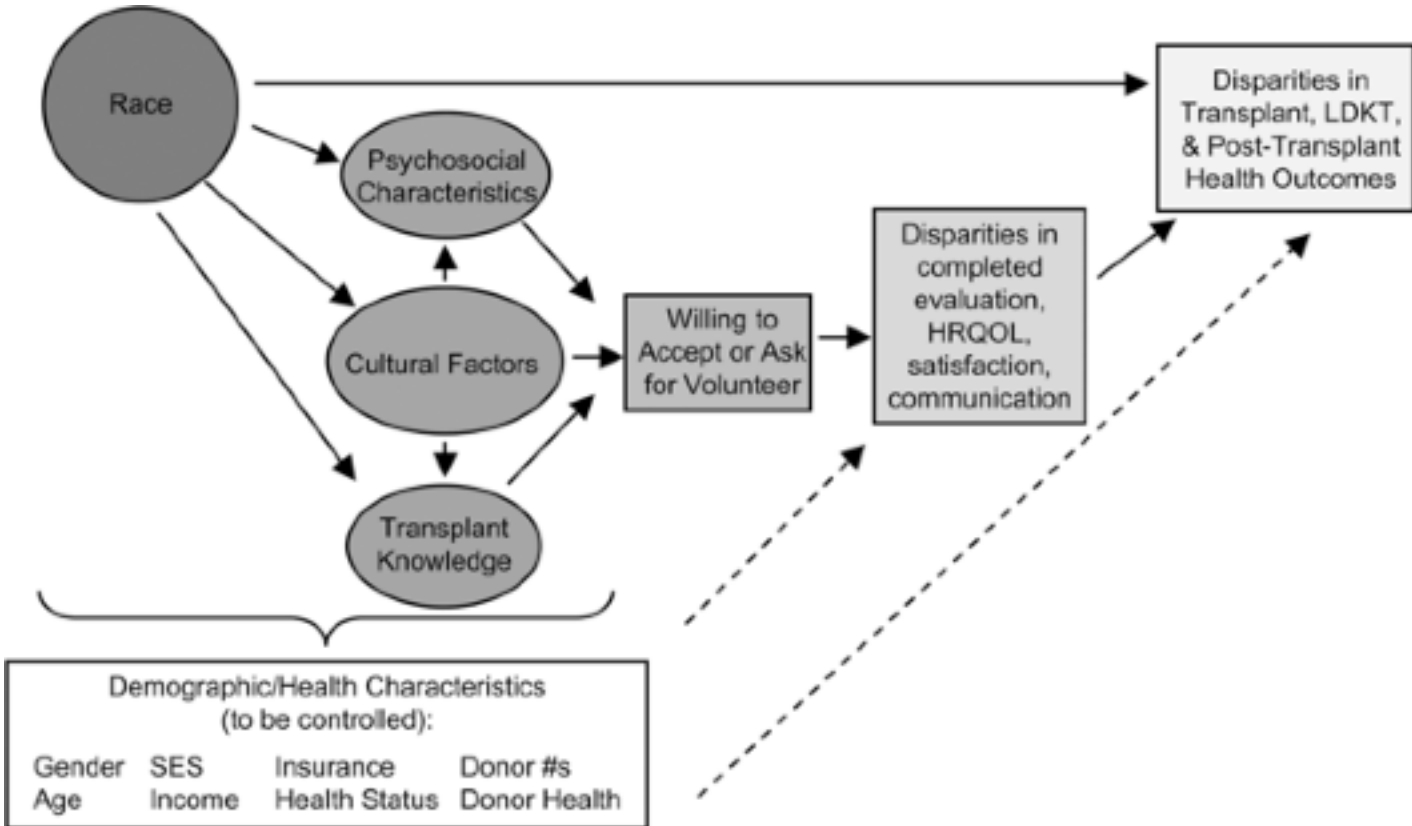 Race
Psychosocial
Characteristics
Cultural Factors
Transplant
Knowledge
Willing to
Accept or Ask
for Volunteer
Disparities in
completed
evaluation,
HRQOL,
satisfaction,
communication
Disparities in
Transplant, LDKT,
& Post-Transplant
Health Outcomes
Demographic/Health Characteristics
(to be controlled):
Gender SES Insurance Donor #s
Age Income Health Status Donor Health